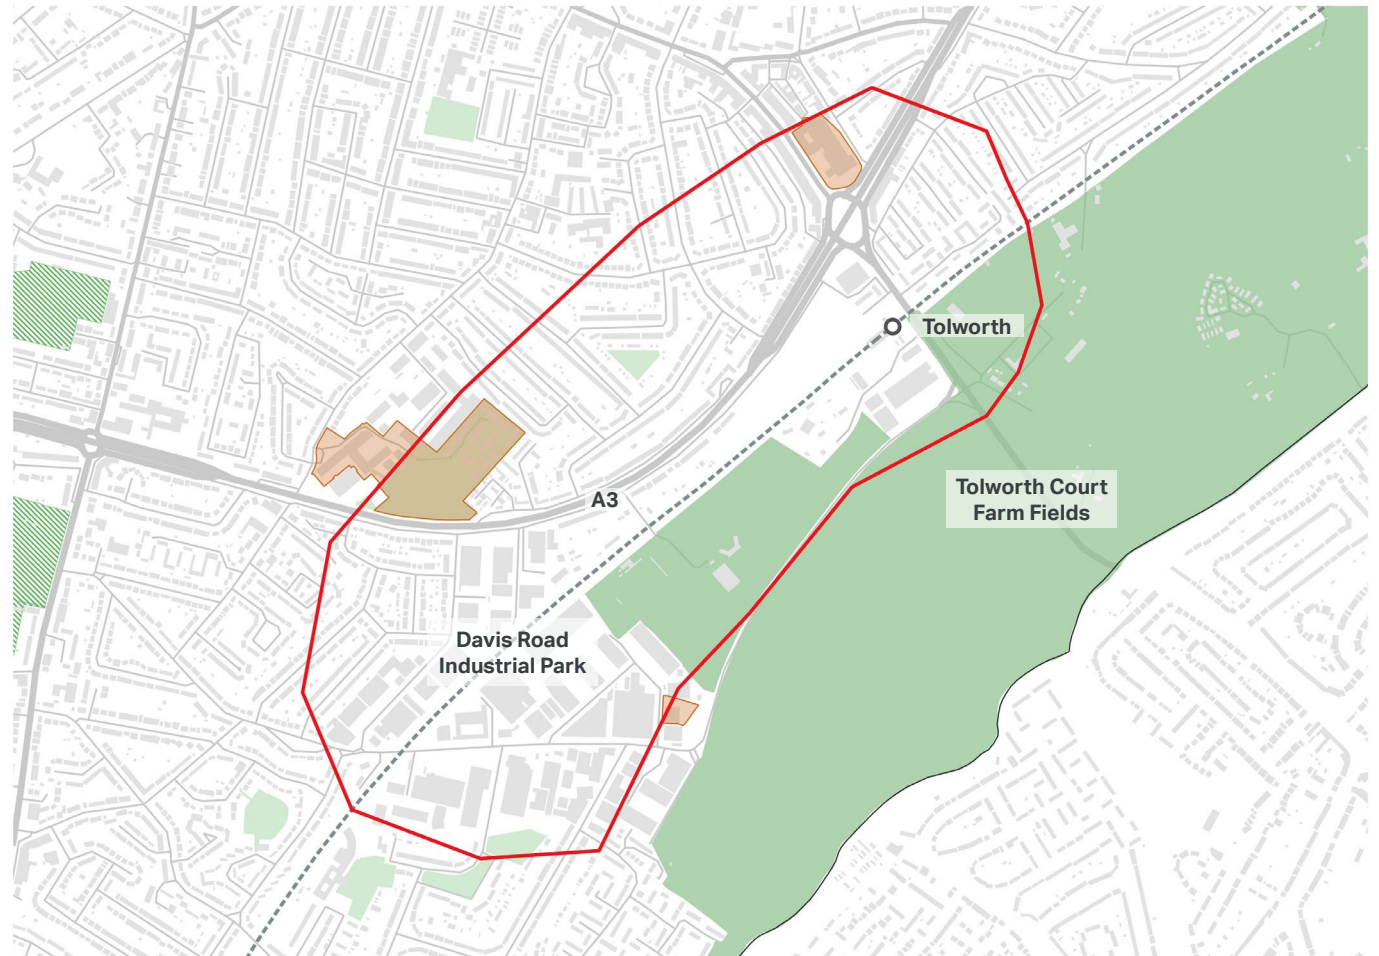 Tolworth
Tolworth Court
Farm Fields
A3
Davis Road
Industrial Park